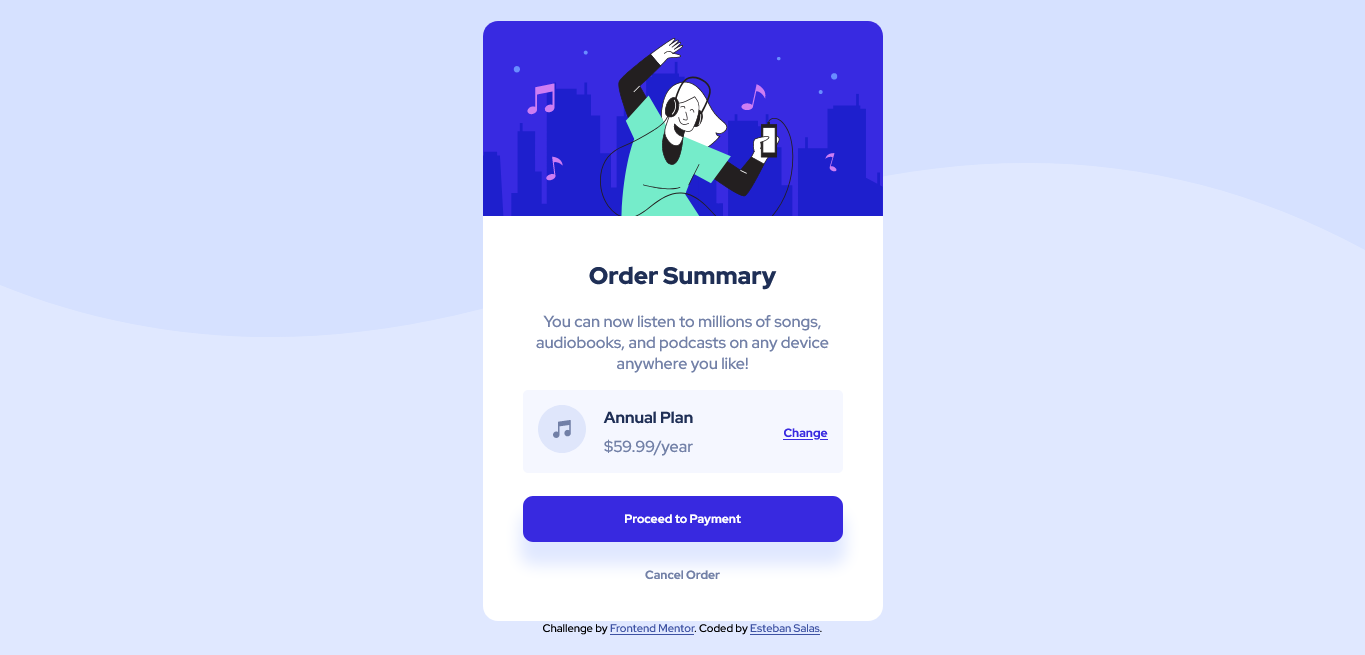 Order Summary
You can now listen to millions of songs,
audiobooks, and podcasts on any device
anywhere you like!
Annual Plan
$59.99/year
Change
Proceed to Payment
Cancel Order
Challenge by Frontend Mentor. Coded by Esteban Salas.